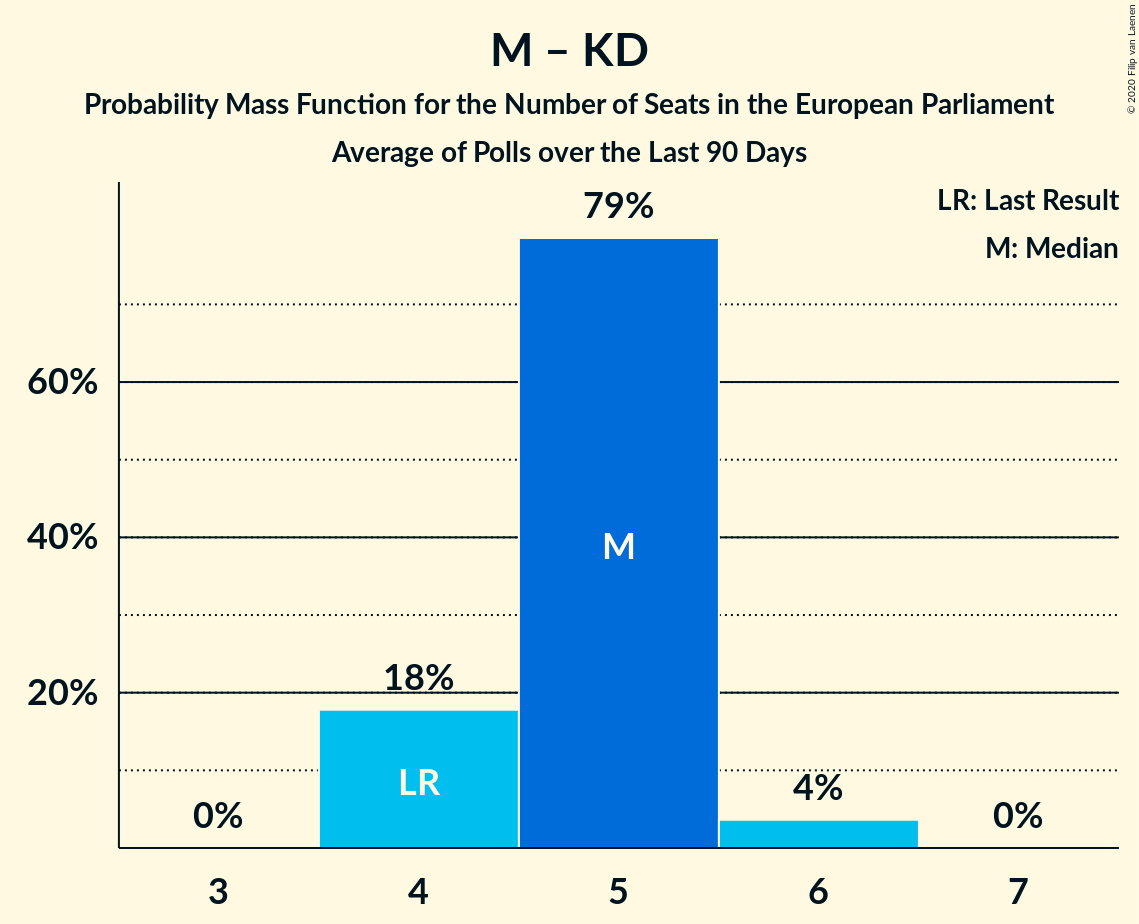 M – KD
Probability Mass Function for the Number of Seats in the European Parliament
Average of Polls over the Last 90 Days
© 2020 Filip van Laenen
LR: Last Result
M: Median
79%
60%
40%
20%
M
18%
LR
0%
4%
0%
3 4 5 6 7